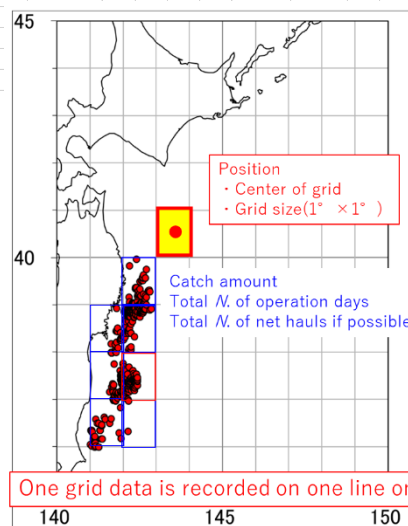 45
Position
・Center of grid
・Grid size(1° ×1° )
40
Catch amount
Total N. of operation days
Total N. of net hauls if possible
One grid data is recorded on one line
140
145
150